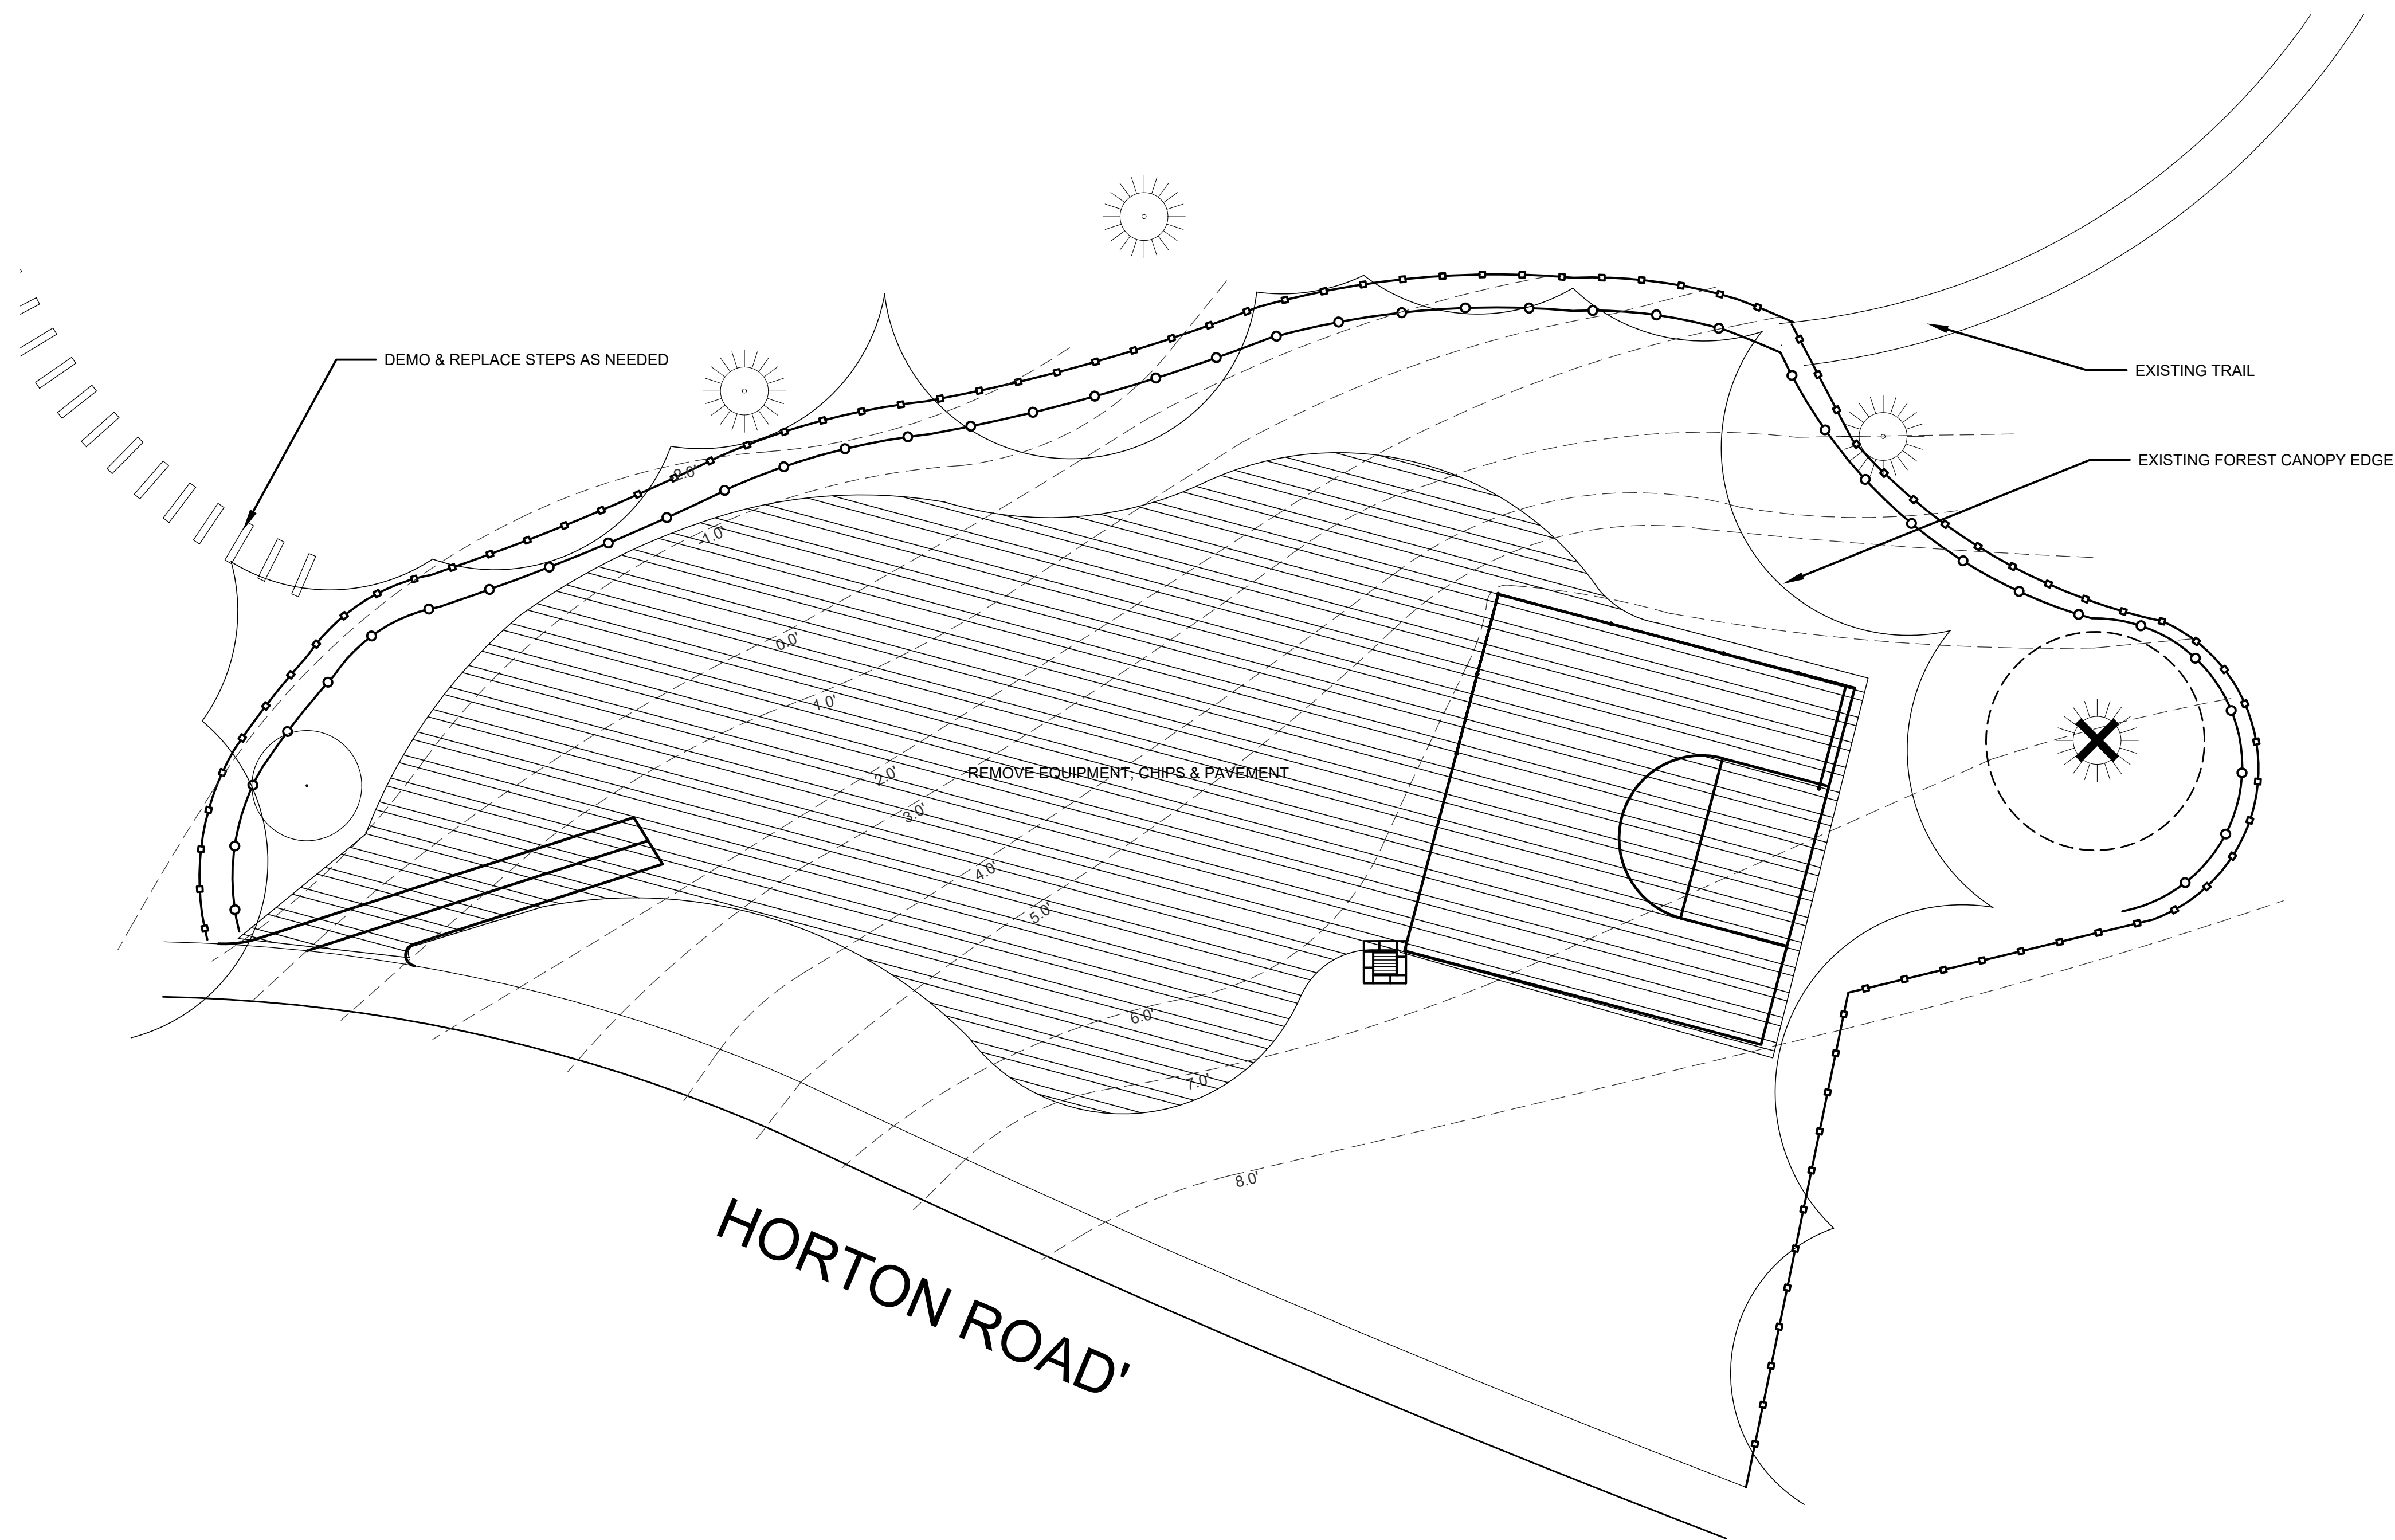 DEMO & REPLACE STEPS AS NEEDED
EXISTING TRAIL
EXISTING FOREST CANOPY EDGE
-2.0'
-1.0'
0.0'
1.0'
2.0'
REMOVE EQUIPMENT, CHIPS & PAVEMENT
3.0'
4.0'
5.0'
6.0'
7.0'
8.0'
HORTON ROAD'